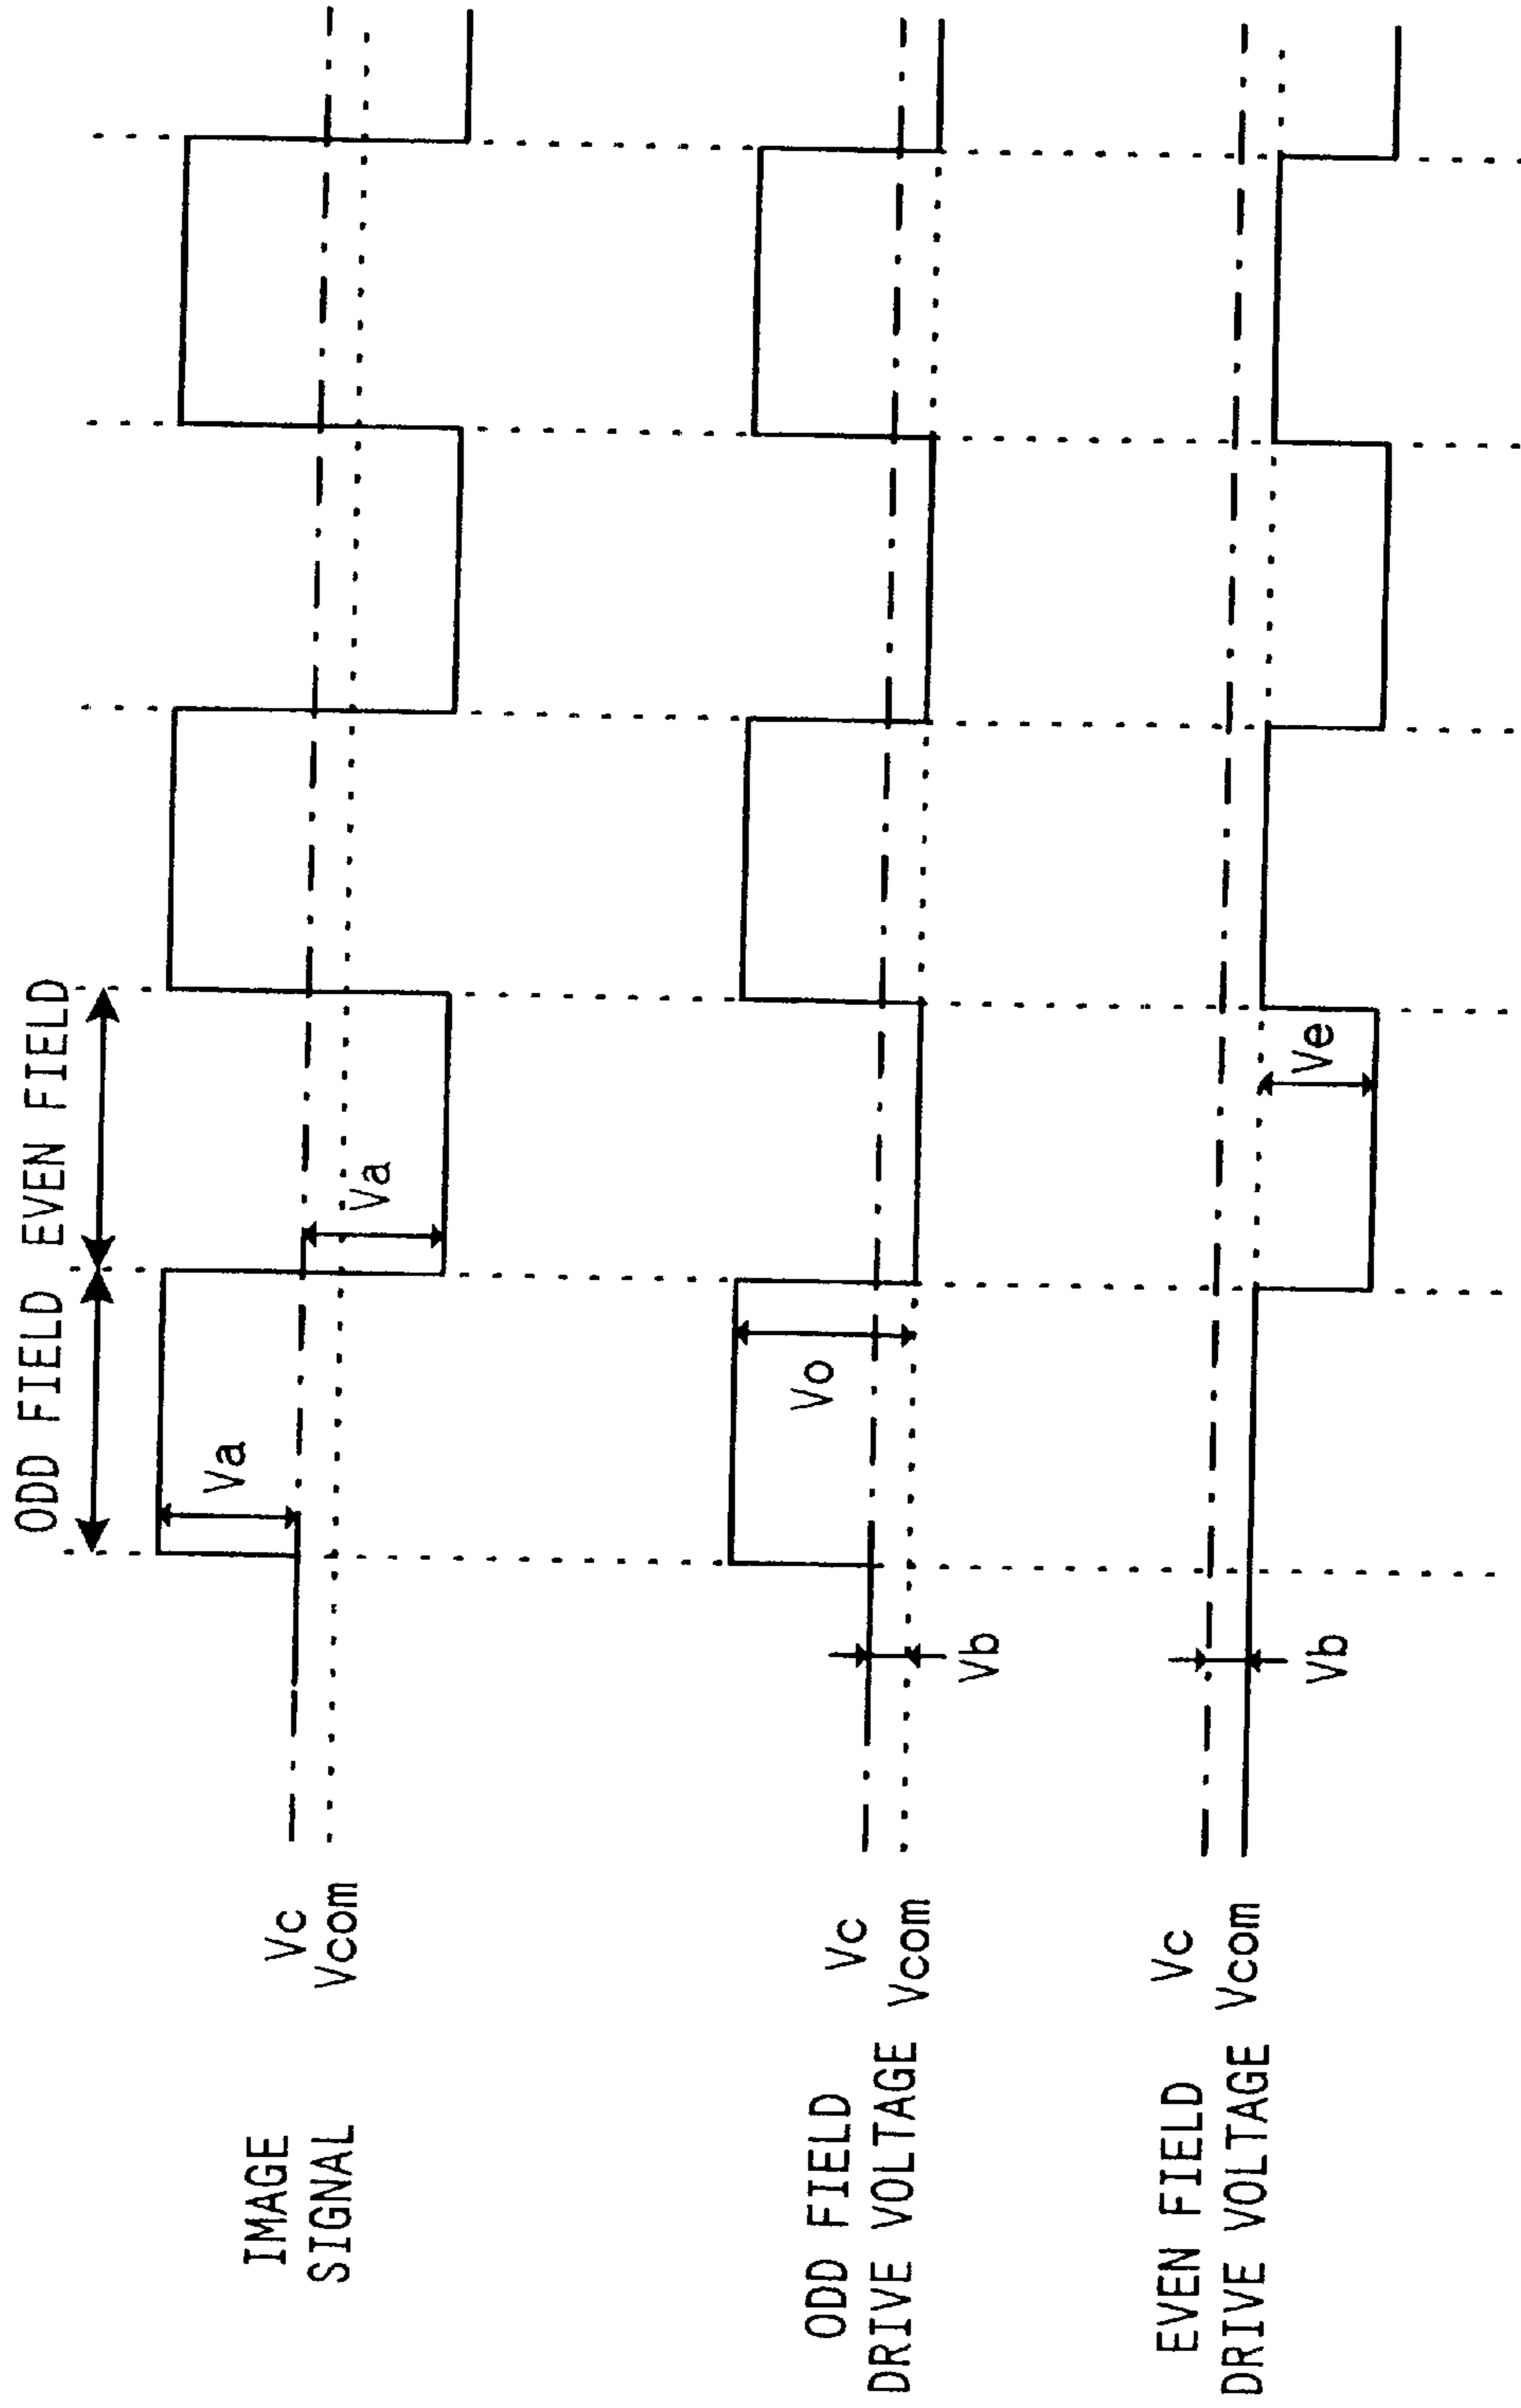 ODD FIELD EVEN FIELD
IMAGE
SIGNAL
Vc
Vcom
Va
Va
ODD FIELD
DRIVE VOLTAGE
Vc
Vcom
Vb
Vo
EVEN FIELD
DRIVE VOLTAGE
Vc
Vcom
Vb
Ve